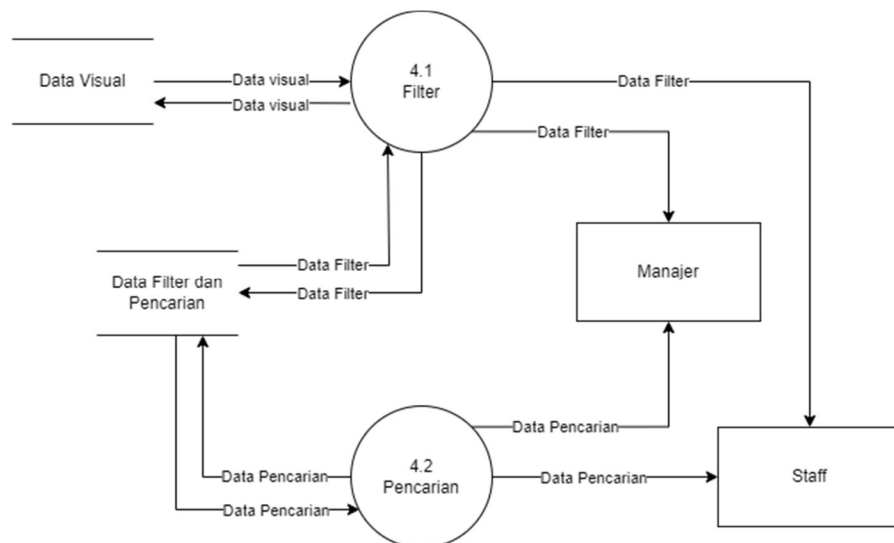 4.1
Filter
Data Visual
Data visual
Data visual
Data Filter
Data Filter
Data Filter dan
Pencarian
Data Filter
Data Filter
Manajer
Data Pencarian
4.2
Pencarian
Data Pencarian
Data Pencarian
Data Pencarian
Staff